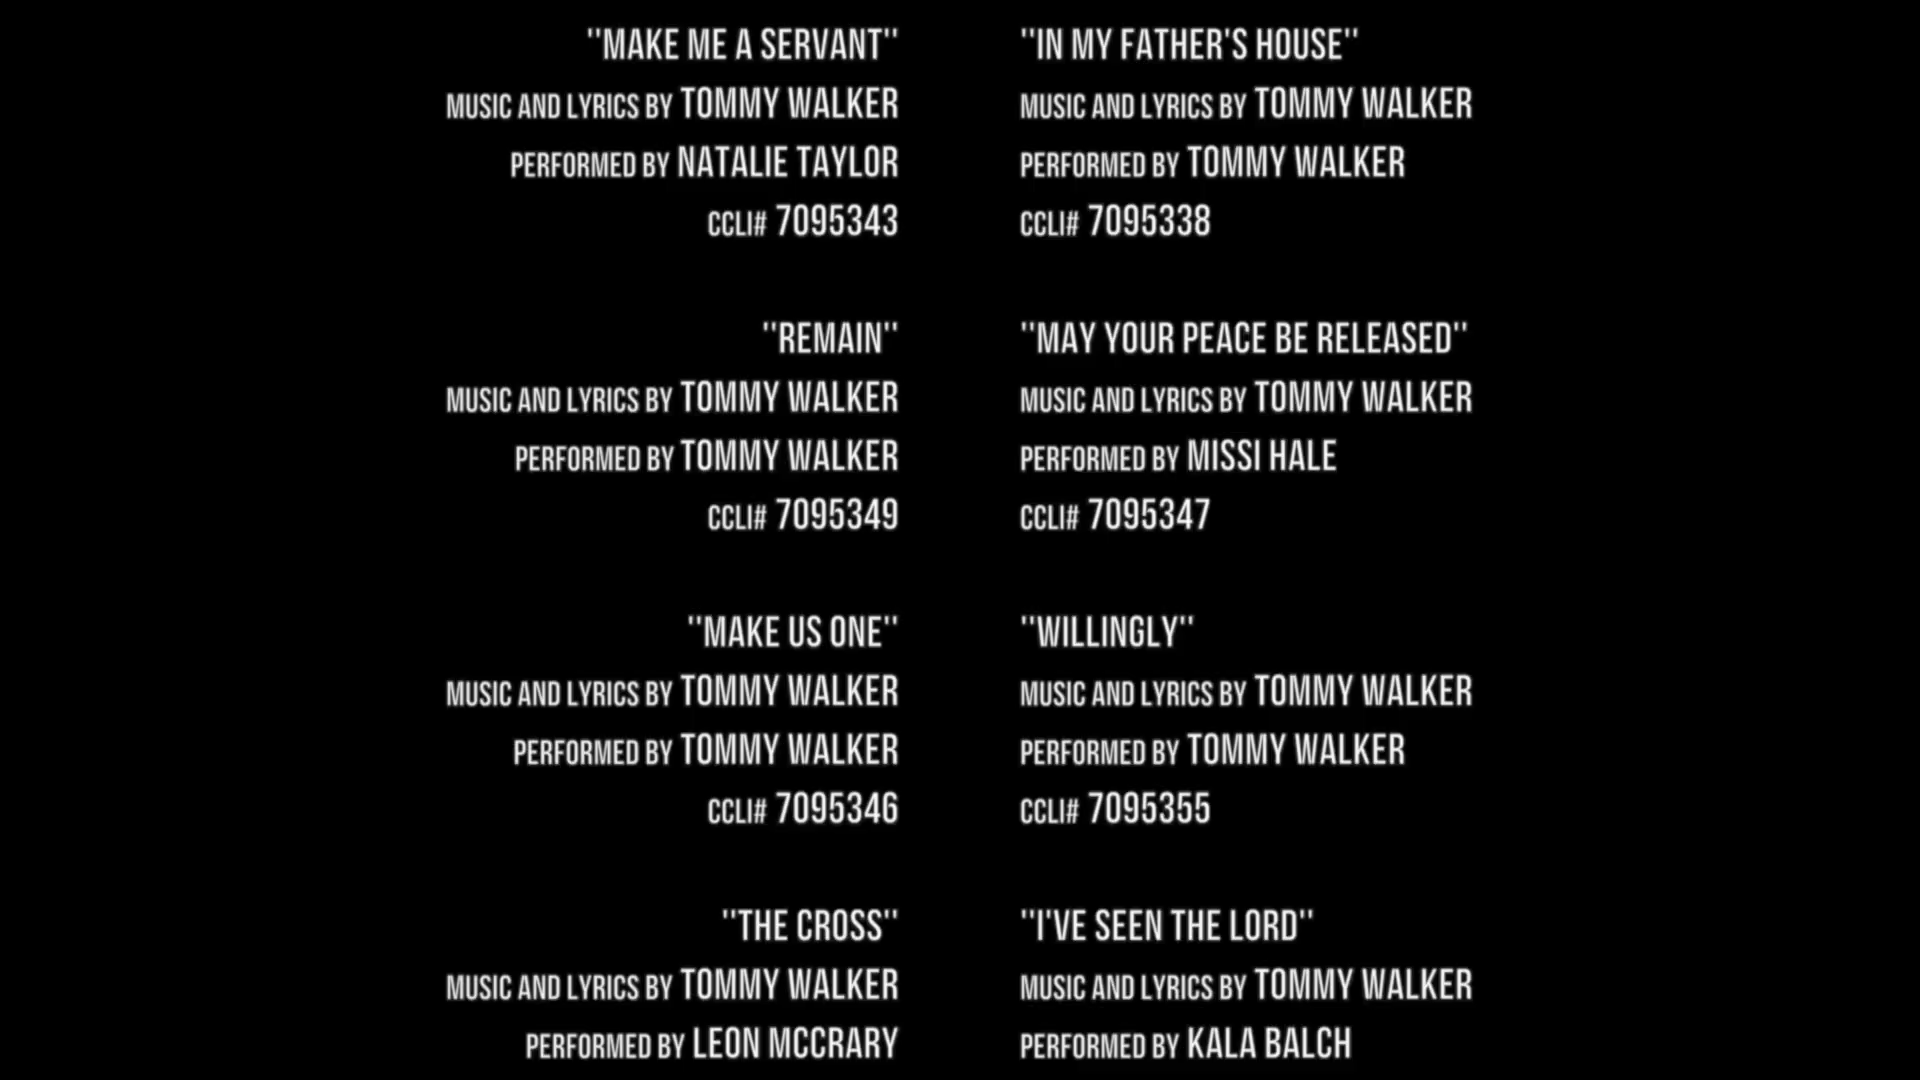 "MAKE ME A SERVANT"
MUSIC AND LYRICS BY TOMMY WALKER
PERFORMED BY NATALIE TAYLOR
CCLI# 7095343
"REMAIN"
MUSIC AND LYRICS BY TOMMY WALKER
PERFORMED BY TOMMY WALKER
CCLI# 7095349
"MAKE US ONE"
MUSIC AND LYRICS BY TOMMY WALKER
PERFORMED BY TOMMY WALKER
CCLI# 7095346
"THE CROSS"
MUSIC AND LYRICS BY TOMMY WALKER
PERFORMED BY LEON MCCRARY
"IN MY FATHER'S HOUSE"
MUSIC AND LYRICS BY TOMMY WALKER
PERFORMED BY TOMMY WALKER
CCLI# 7095338
"MAY YOUR PEACE BE RELEASED"
MUSIC AND LYRICS BY TOMMY WALKER
PERFORMED BY MISSI HALE
CCLI# 7095347
"WILLINGLY"
MUSIC AND LYRICS BY TOMMY WALKER
PERFORMED BY TOMMY WALKER
CCLI# 7095355
"I'VE SEEN THE LORD"
MUSIC AND LYRICS BY TOMMY WALKER
PERFORMED BY KALA BALCH